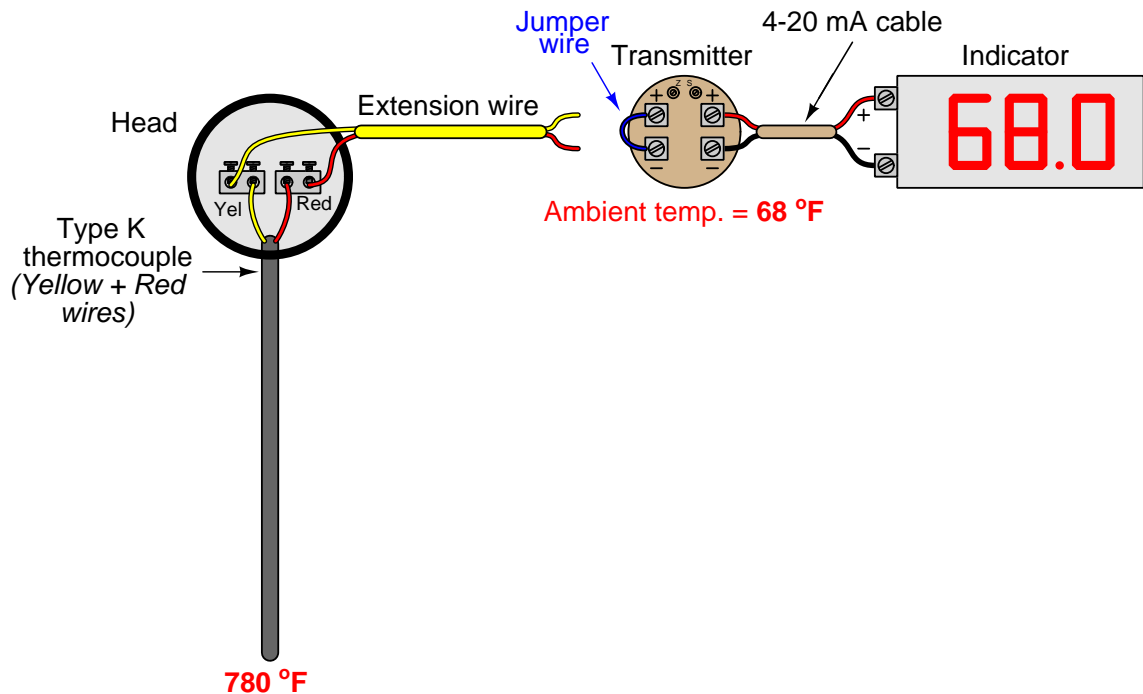 Jumper
wire
Transmitter
4-20 mA cable
Indicator
Head
Extension wire
Z S
+ +
− −
+
−
68.0
Yel
Red
Ambient temp. = 68 °F
Type K
thermocouple
(Yellow + Red
wires)
780 °F